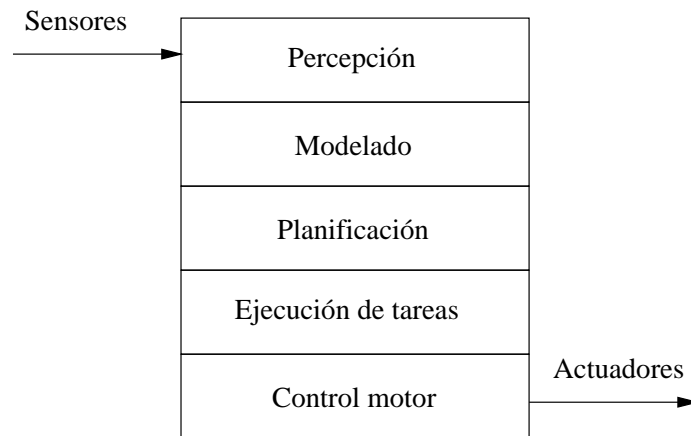 Sensores
Percepción
Modelado
Planificación
Ejecución de tareas
Actuadores
Control motor